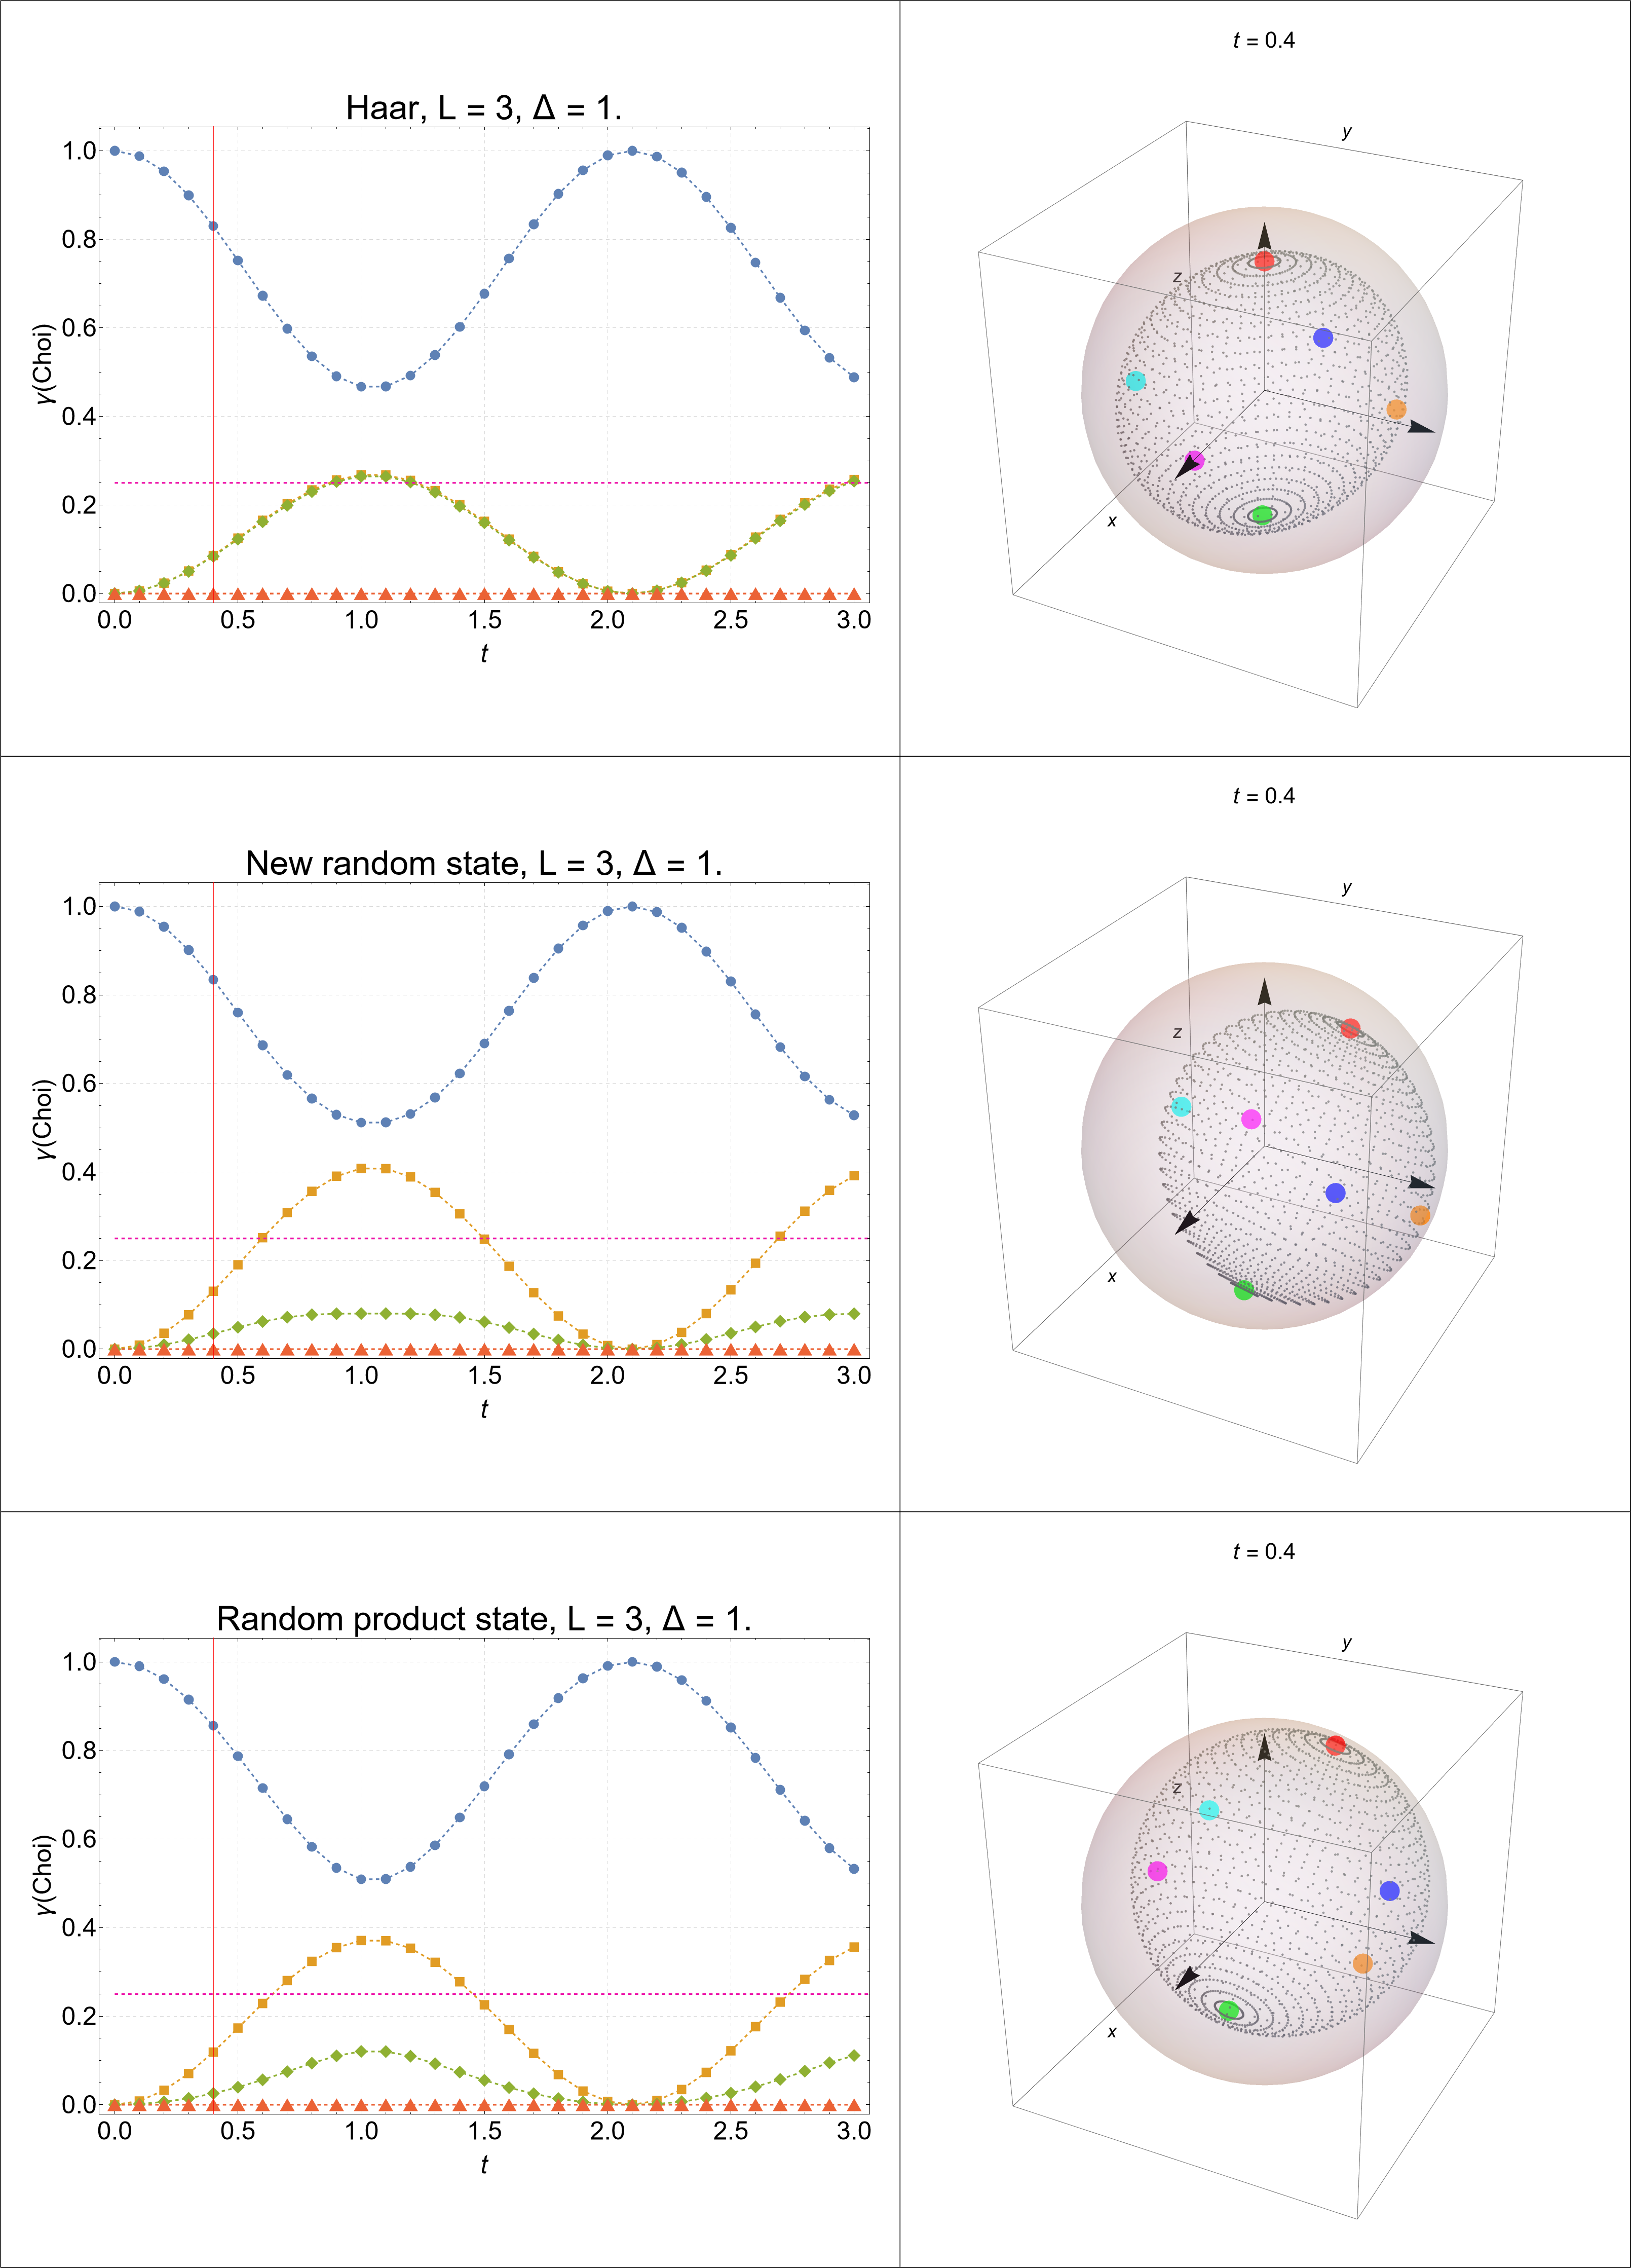 t = 0.4
Haar, L = 3, Δ = 1.
y
z
x
γ(Choi)
1.0
0.8
0.6
0.4
0.2
0.0
0.0 0.5 1.0 1.5 2.0 2.5 3.0
t
t = 0.4
New random state, L = 3, Δ = 1.
y
z
x
γ(Choi)
1.0
0.8
0.6
0.4
0.2
0.0
0.0 0.5 1.0 1.5 2.0 2.5 3.0
t
t = 0.4
Random product state, L = 3, Δ = 1.
y
z
x
γ(Choi)
1.0
0.8
0.6
0.4
0.2
0.0
0.0 0.5 1.0 1.5 2.0 2.5 3.0
t